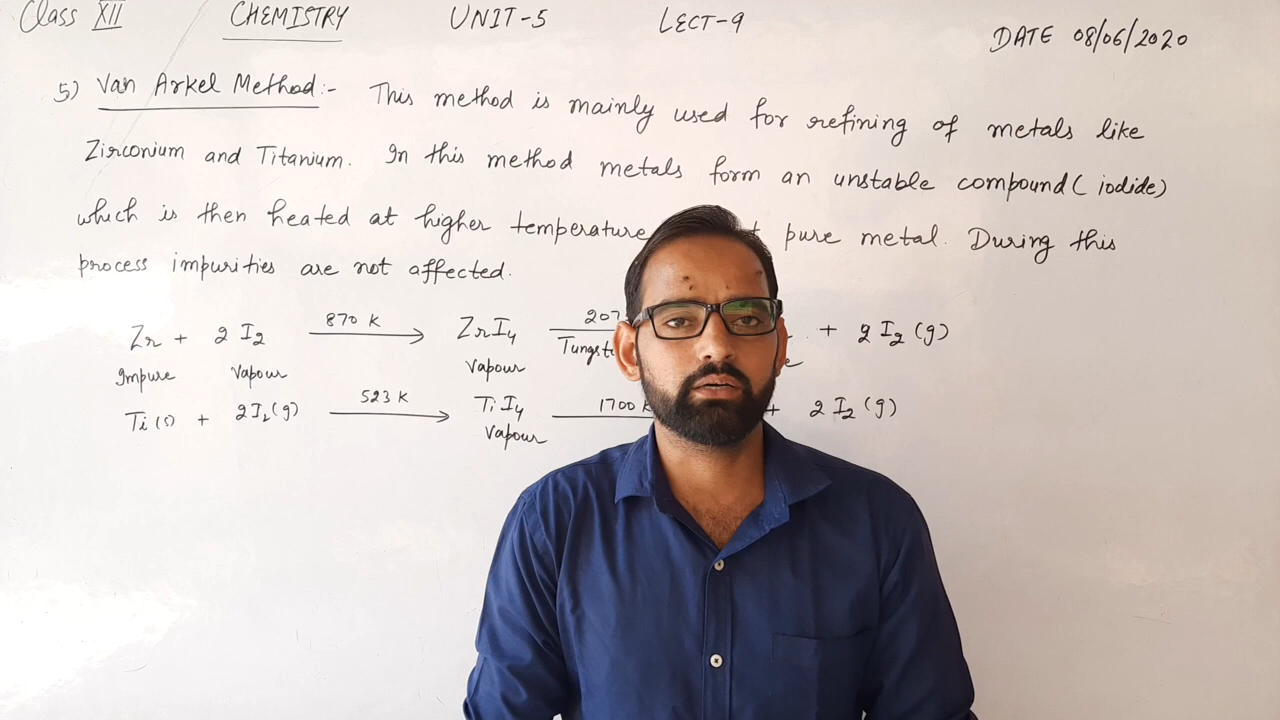 Class XII CHEMISTRY UNIT-5 LECT-9 DATE 08/06/2020
5) Van Arkel Method:- This method is mainly used for refining of metals like
Zirconium and Titanium. In this method metals form an unstable compound (iodide)
which is then heated at higher temperature pure metal. During this
process impurities are not affected.
Zr + 2 I2 870 K → ZrI4 207 + 2 I2 (g)
Impure Vapour Vapour Tungste
Ti (s) + 2I2 (g) 523 K → TiI4 1700 K + 2 I2 (g)
Vapour